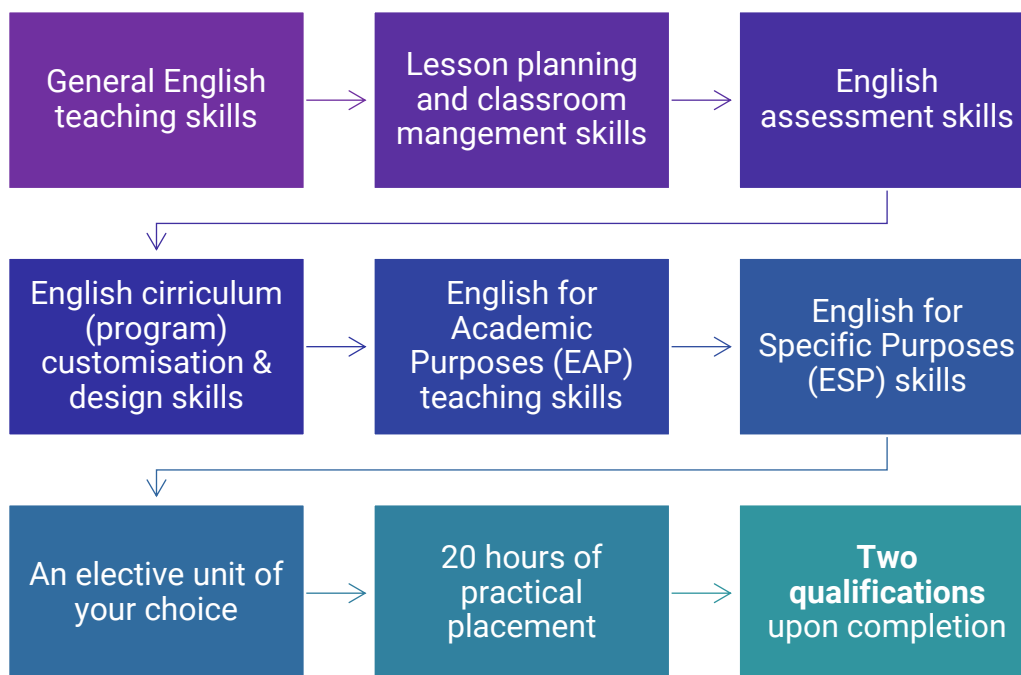 General English
teaching skills
Lesson planning
and classroom
mangement skills
English
assessment skills
English cirriculum
(program)
customisation &
design skills
English for
Academic
Purposes (EAP)
teaching skills
English for
Specific Purposes
(ESP) skills
An elective unit of
your choice
20 hours of
practical
placement
Two
qualifications
upon completion